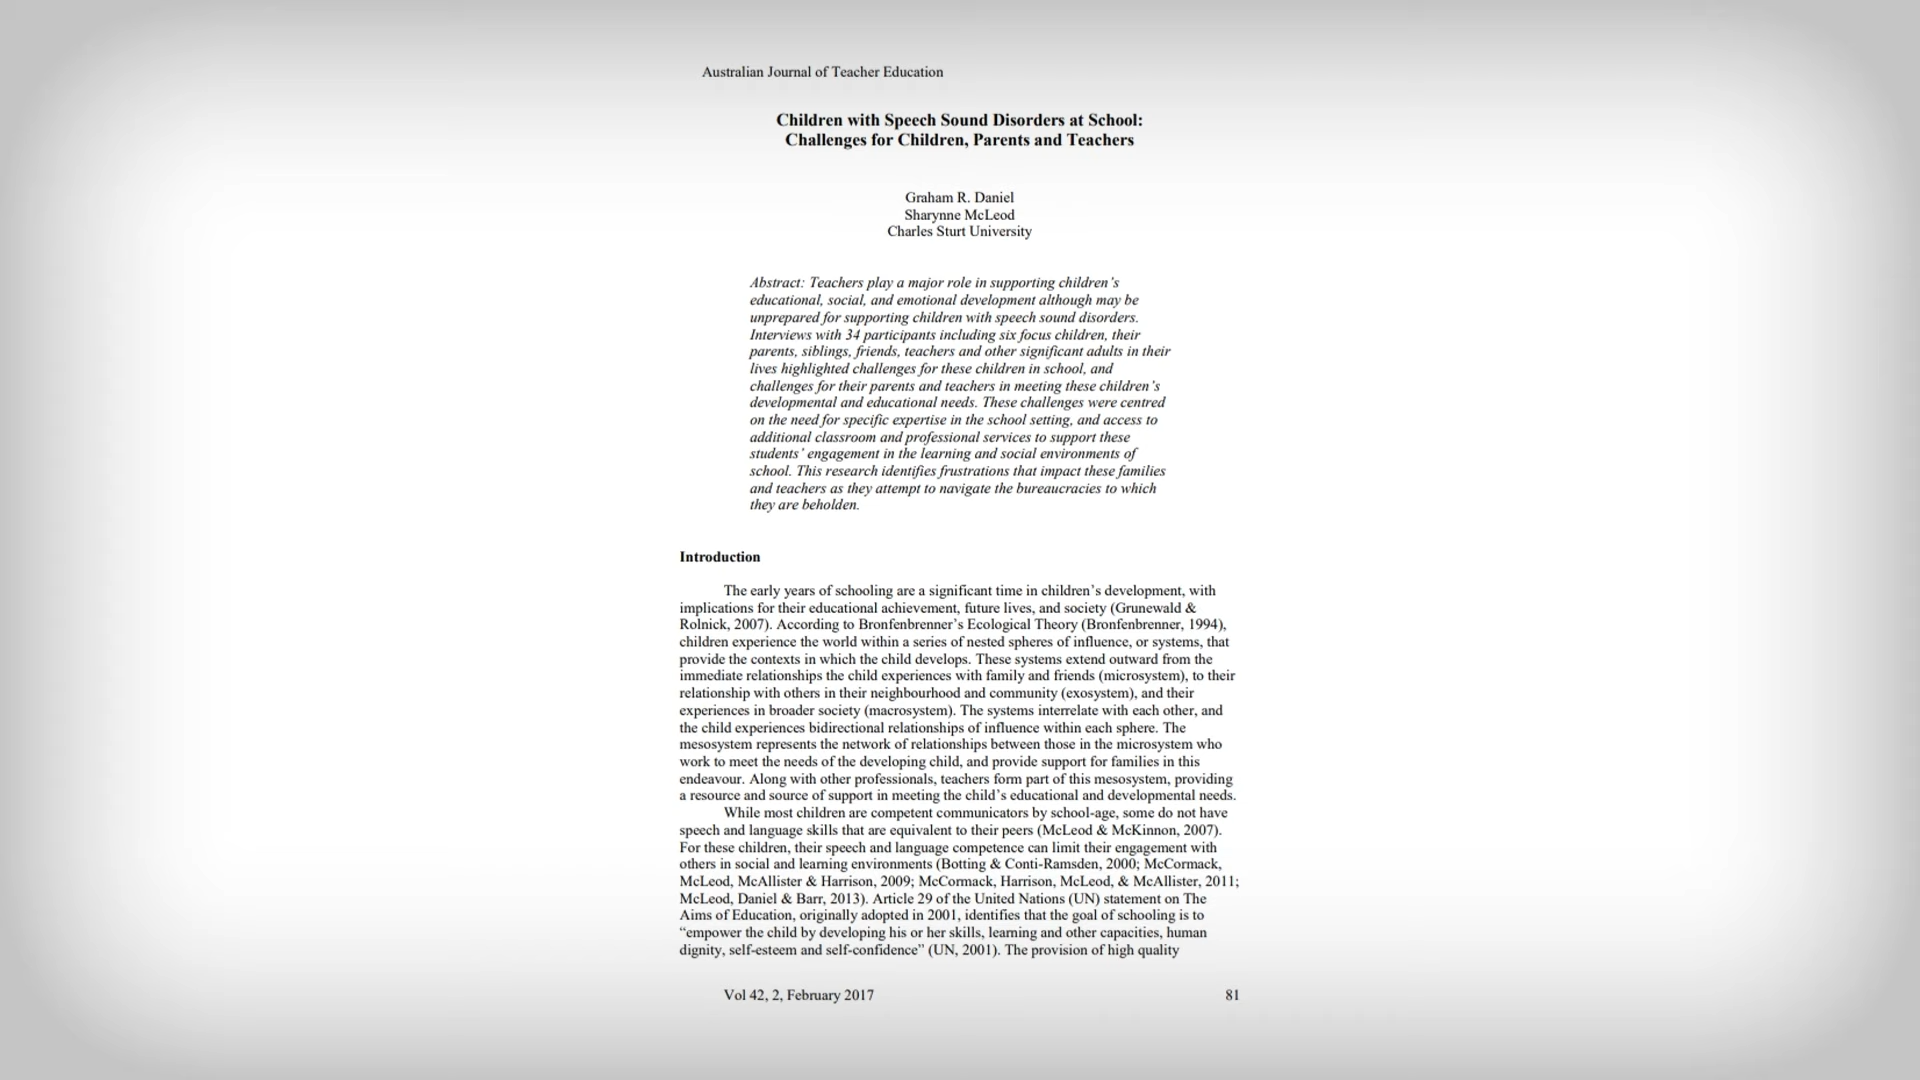 Australian Journal of Teacher Education
Children with Speech Sound Disorders at School:
Challenges for Children, Parents and Teachers
Graham R. Daniel
Sharynne McLeod
Charles Sturt University
Abstract: Teachers play a major role in supporting children's
educational, social, and emotional development although may be
unprepared for supporting children with speech sound disorders.
Interviews with 34 participants including six focus children, their
parents, siblings, friends, teachers and other significant adults in their
lives highlighted challenges for these children in school, and
challenges for their parents and teachers in meeting these children's
developmental and educational needs. These challenges were centred
on the need for specific expertise in the school setting, and access to
additional classroom and professional services to support these
students' engagement in the learning and social environments of
school. This research identifies frustrations that impact these families
and teachers as they attempt to navigate the bureaucracies to which
they are beholden.
Introduction
The early years of schooling are a significant time in children's development, with
implications for their educational achievement, future lives, and society (Grunewald &
Rolnick, 2007). According to Bronfenbrenner's Ecological Theory (Bronfenbrenner, 1994),
children experience the world within a series of nested spheres of influence, or systems, that
provide the contexts in which the child develops. These systems extend outward from the
immediate relationships the child experiences with family and friends (microsystem), to their
relationship with others in their neighbourhood and community (exosystem), and their
experiences in broader society (macrosystem). The systems interrelate with each other, and
the child experiences bidirectional relationships of influence within each sphere. The
mesosystem represents the network of relationships between those in the microsystem who
work to meet the needs of the developing child, and provide support for families in this
endeavour. Along with other professionals, teachers form part of this mesosystem, providing
a resource and source of support in meeting the child's educational and developmental needs.
While most children are competent communicators by school-age, some do not have
speech and language skills that are equivalent to their peers (McLeod & McKinnon, 2007).
For these children, their speech and language competence can limit their engagement with
others in social and learning environments (Botting & Conti-Ramsden, 2000; McCormack,
McLeod, McAllister & Harrison, 2009; McCormack, Harrison, McLeod, & McAllister, 2011;
McLeod, Daniel & Barr, 2013). Article 29 of the United Nations (UN) statement on The
Aims of Education, originally adopted in 2001, identifies that the goal of schooling is to
"empower the child by developing his or her skills, learning and other capacities, human
dignity, self-esteem and self-confidence" (UN, 2001). The provision of high quality
Vol 42, 2, February 2017 81